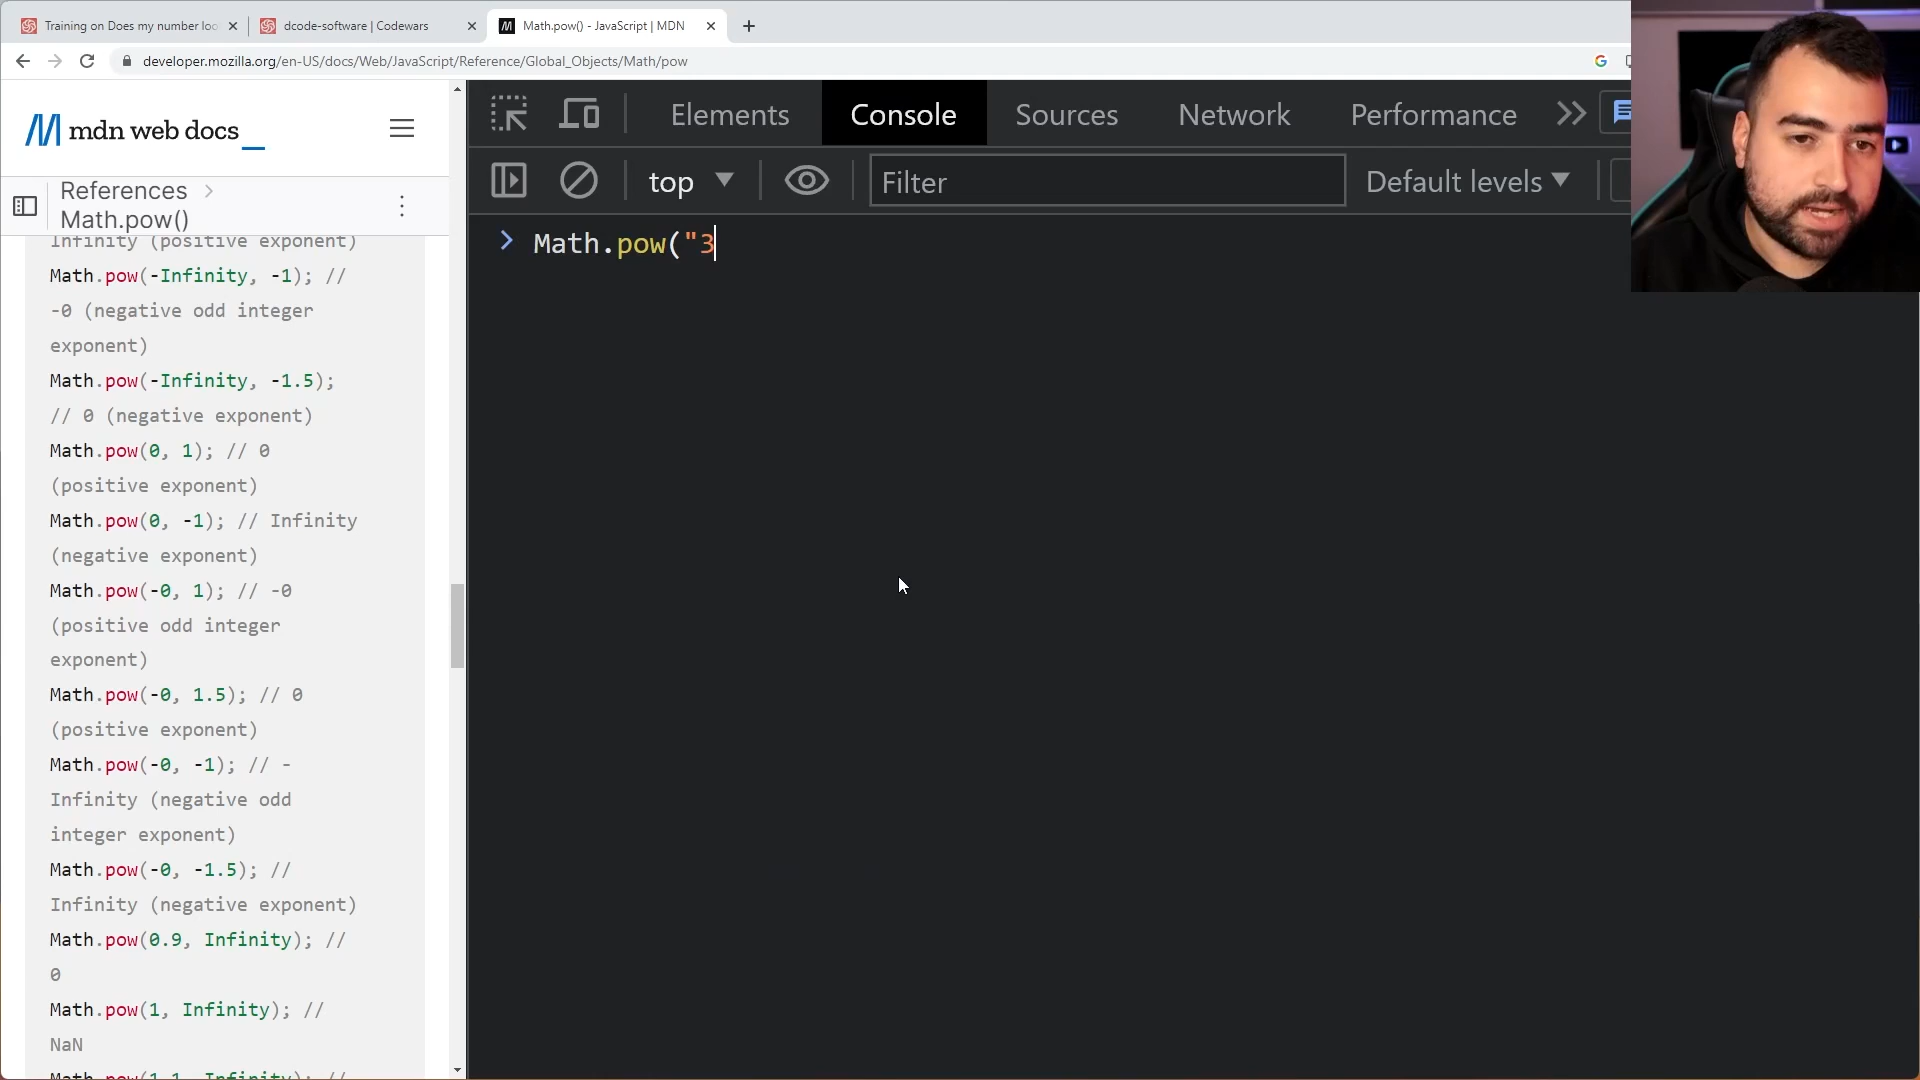 Training on Does my number loo
dcode-software | Codewars
Math.pow() - JavaScript | MDN
developer.mozilla.org/en-US/docs/Web/JavaScript/Reference/Global_Objects/Math/pow
mdn web docs_
References >
Math.pow()
Infinity (positive exponent)
Math.pow(-Infinity, -1); //
-0 (negative odd integer
exponent)
Math.pow(-Infinity, -1.5);
// 0 (negative exponent)
Math.pow(0, 1); // 0
(positive exponent)
Math.pow(0, -1); // Infinity
(negative exponent)
Math.pow(-0, 1); // -0
(positive odd integer
exponent)
Math.pow(-0, 1.5); // 0
(positive exponent)
Math.pow(-0, -1); // -
Infinity (negative odd
integer exponent)
Math.pow(-0, -1.5); //
Infinity (negative exponent)
Math.pow(0.9, Infinity); //
0
Math.pow(1, Infinity); //
NaN
Math.pow(1.1, Infinity); //
Elements Console Sources Network Performance
top Filter Default levels
> Math.pow("3